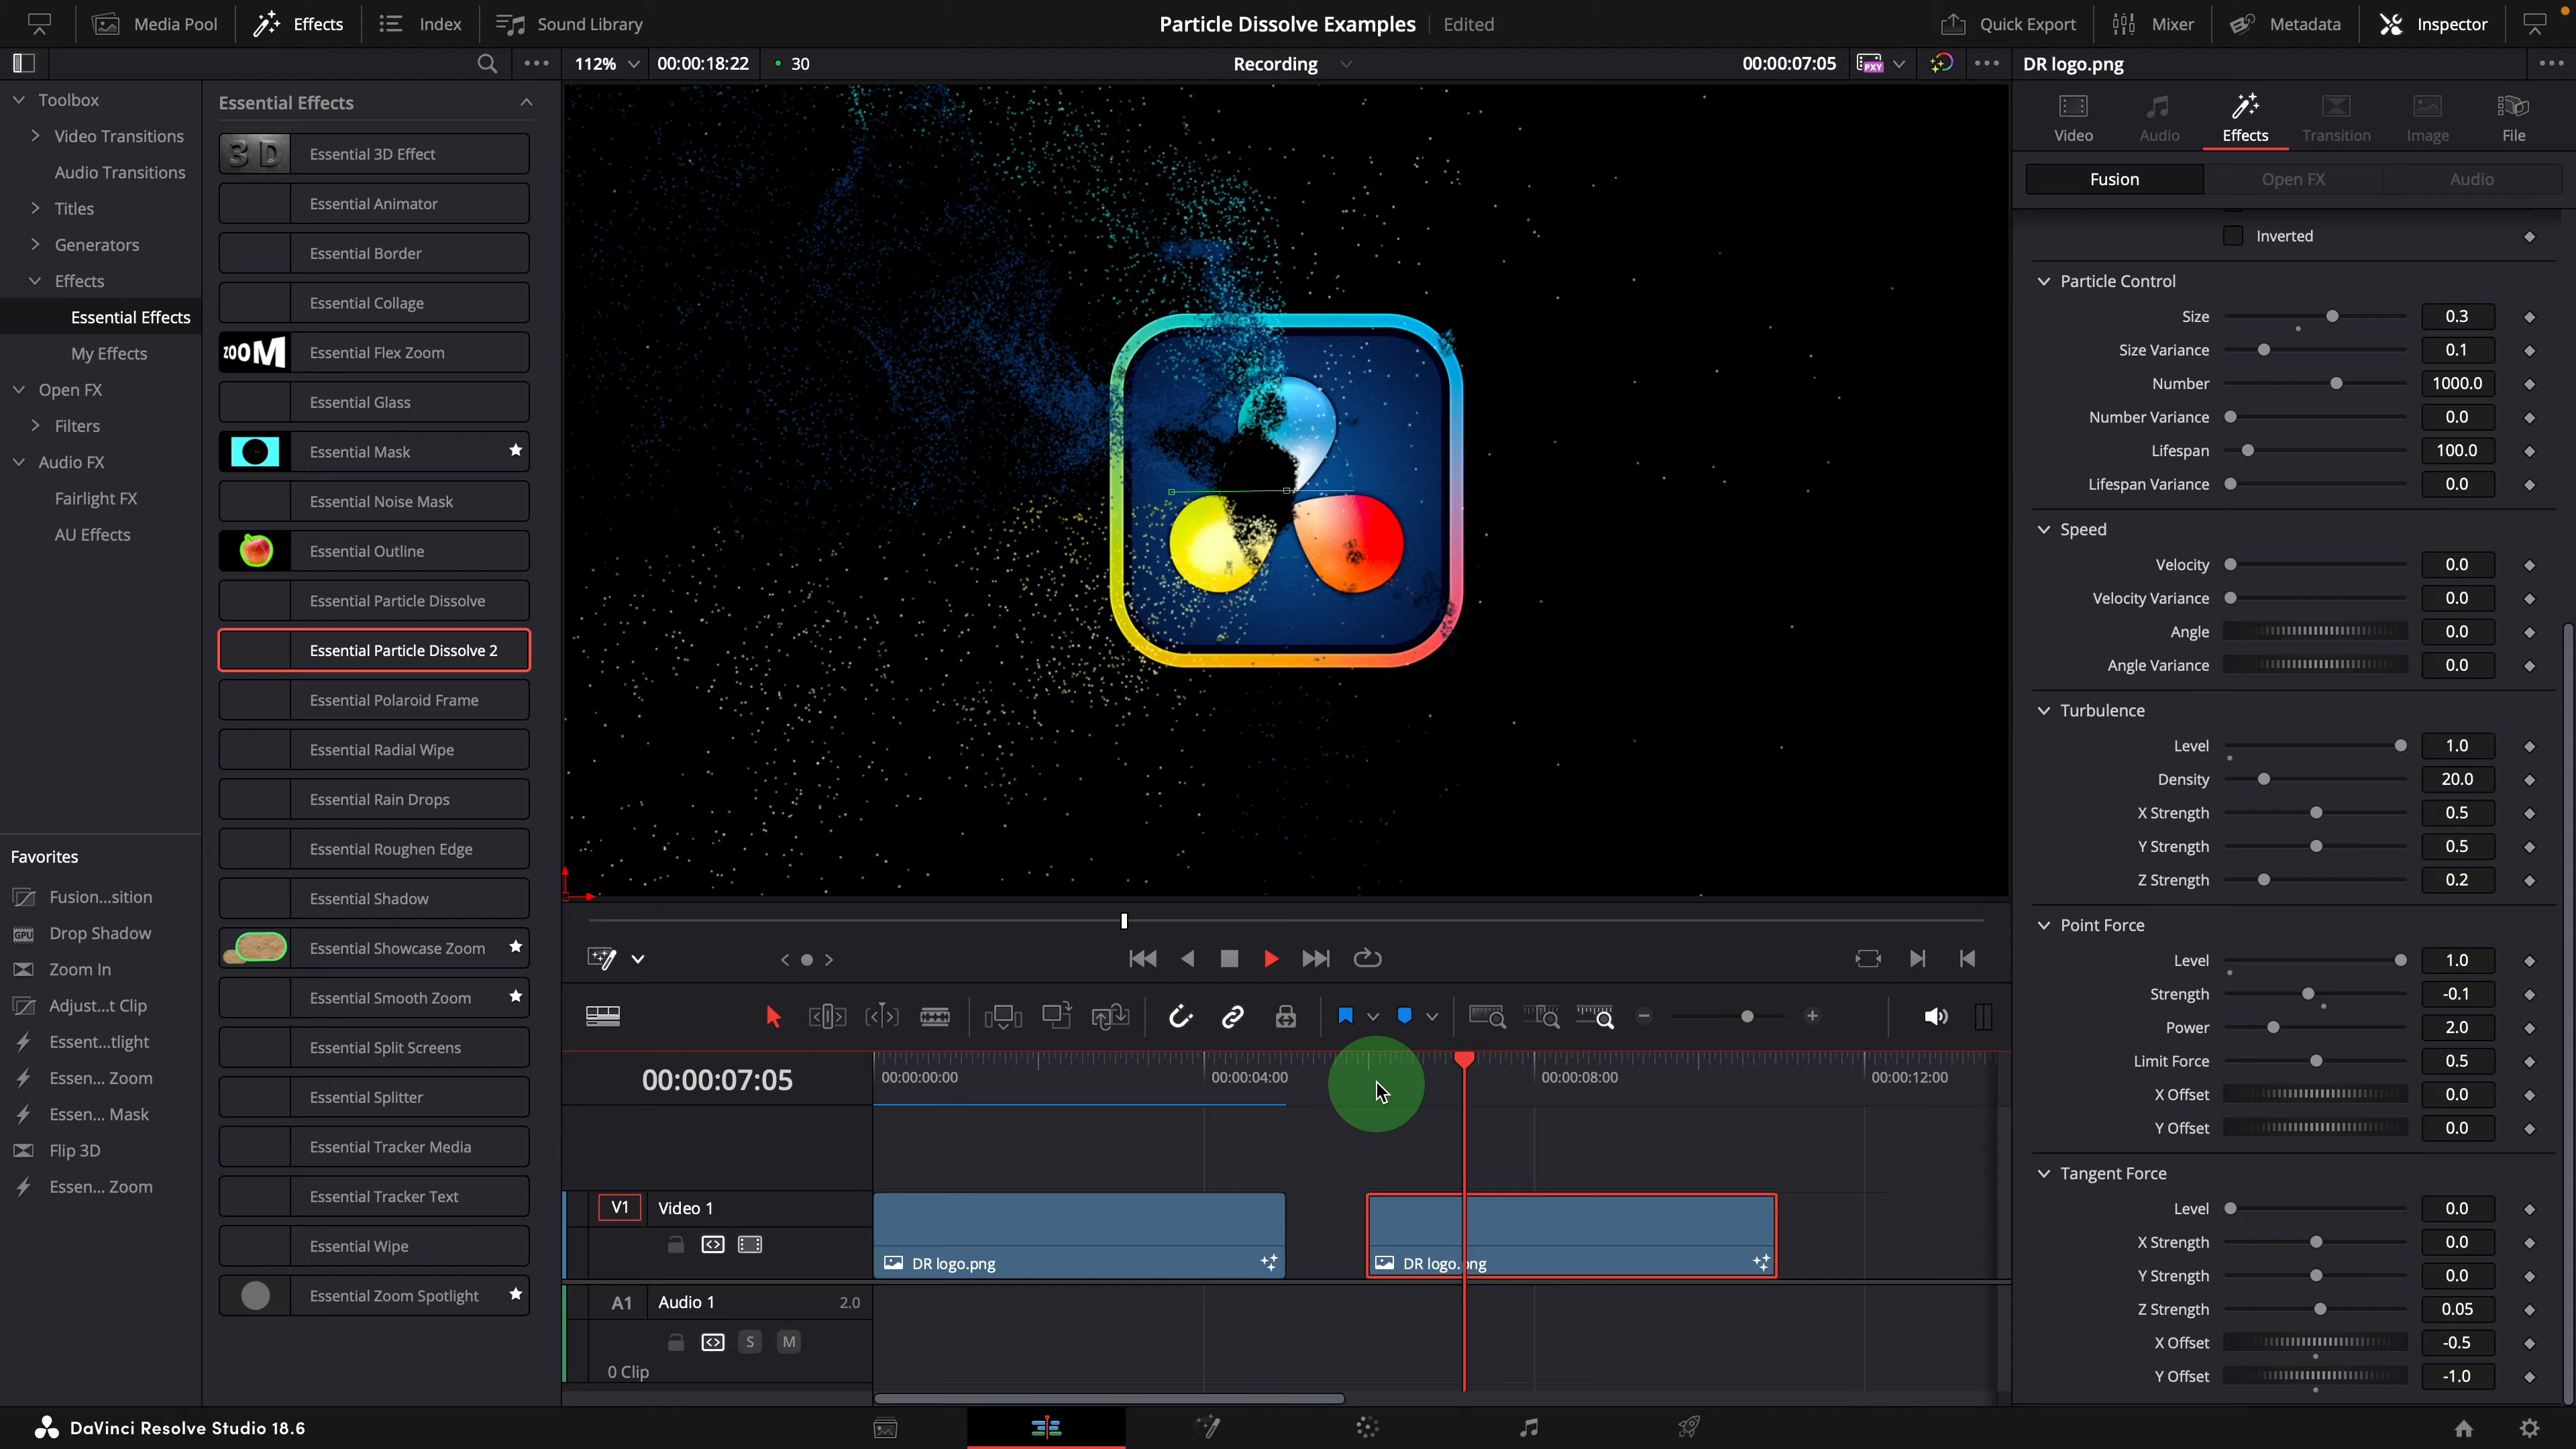 Media Pool
Effects
Index
Sound Library
Particle Dissolve Examples
Edited
Quick Export
Mixer
Metadata
Inspector
112%
00:00:18:22
30
Recording
00:00:07:05
PXY
DR logo.png
Toolbox
Video Transitions
Audio Transitions
Titles
Generators
Effects
Essential Effects
My Effects
Open FX
Filters
Audio FX
Fairlight FX
AU Effects
Favorites
Fusion...sition
GPU Drop Shadow
Zoom In
Adjust...t Clip
Essent...tlight
Essen... Zoom
Essen... Mask
Flip 3D
Essen... Zoom
Essential Effects
3D Essential 3D Effect
Essential Animator
Essential Border
Essential Collage
ZOOM Essential Flex Zoom
Essential Glass
Essential Mask
Essential Noise Mask
Essential Outline
Essential Particle Dissolve
Essential Particle Dissolve 2
Essential Polaroid Frame
Essential Radial Wipe
Essential Rain Drops
Essential Roughen Edge
Essential Shadow
Essential Showcase Zoom
Essential Smooth Zoom
Essential Split Screens
Essential Splitter
Essential Tracker Media
Essential Tracker Text
Essential Wipe
Essential Zoom Spotlight
00:00:07:05
00:00:00:00
00:00:04:00
00:00:08:00
00:00:12:00
V1 Video 1
DR logo.png
DR logo.png
A1 Audio 1 2.0
S M
0 Clip
Video
Audio
Effects
Transition
Image
File
Fusion
Open FX
Audio
Inverted
Particle Control
Size 0.3
Size Variance 0.1
Number 1000.0
Number Variance 0.0
Lifespan 100.0
Lifespan Variance 0.0
Speed
Velocity 0.0
Velocity Variance 0.0
Angle 0.0
Angle Variance 0.0
Turbulence
Level 1.0
Density 20.0
X Strength 0.5
Y Strength 0.5
Z Strength 0.2
Point Force
Level 1.0
Strength -0.1
Power 2.0
Limit Force 0.5
X Offset 0.0
Y Offset 0.0
Tangent Force
Level 0.0
X Strength 0.0
Y Strength 0.0
Z Strength 0.05
X Offset -0.5
Y Offset -1.0
DaVinci Resolve Studio 18.6